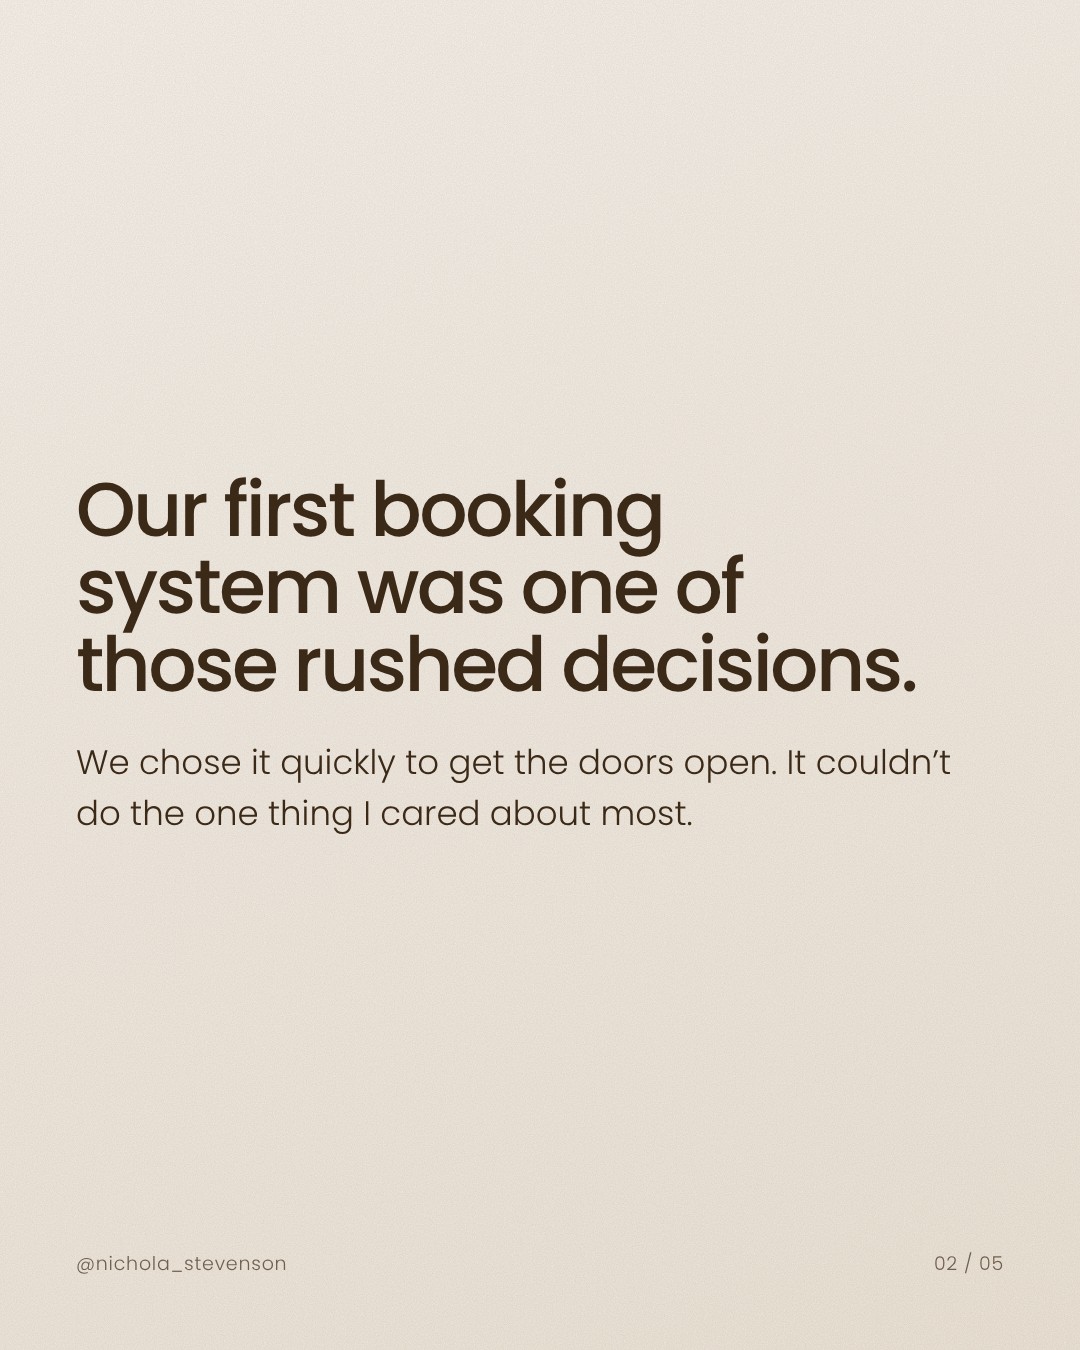 Our first booking
system was one of
those rushed decisions.
We chose it quickly to get the doors open. It couldn’t
do the one thing I cared about most.
@nichola_stevenson
02 / 05